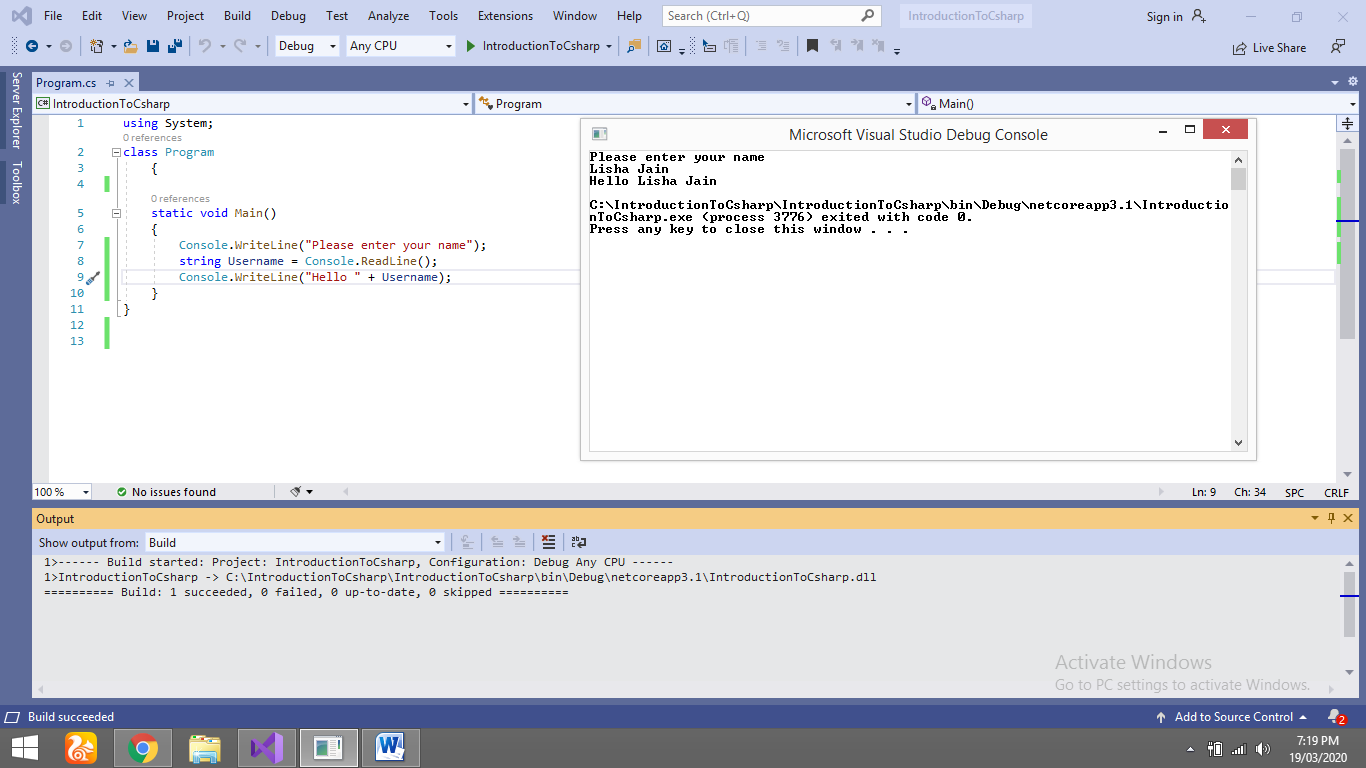 File Edit View Project Build Debug Test Analyze Tools Extensions Window Help Search (Ctrl+Q) IntroductionToCsharp Sign in
Debug Any CPU IntroductionToCsharp Live Share
Server Explorer
Toolbox
Program.cs
C# IntroductionToCsharp Program Main()
1 using System;
0 references
2 class Program
3 {
4
0 references
5 static void Main()
6 {
7 Console.WriteLine("Please enter your name");
8 string Username = Console.ReadLine();
9 Console.WriteLine("Hello " + Username);
10 }
11 }
12
13
Microsoft Visual Studio Debug Console
Please enter your name
Lisha Jain
Hello Lisha Jain
C:\IntroductionToCsharp\IntroductionToCsharp\bin\Debug\netcoreapp3.1\Introductio
nToCsharp.exe (process 3776) exited with code 0.
Press any key to close this window . . .
100 % No issues found Ln: 9 Ch: 34 SPC CRLF
Output
Show output from: Build
1>------ Build started: Project: IntroductionToCsharp, Configuration: Debug Any CPU ------
1>IntroductionToCsharp -> C:\IntroductionToCsharp\IntroductionToCsharp\bin\Debug\netcoreapp3.1\IntroductionToCsharp.dll
========== Build: 1 succeeded, 0 failed, 0 up-to-date, 0 skipped ==========
Activate Windows
Go to PC settings to activate Windows.
Build succeeded Add to Source Control 2
7:19 PM
19/03/2020